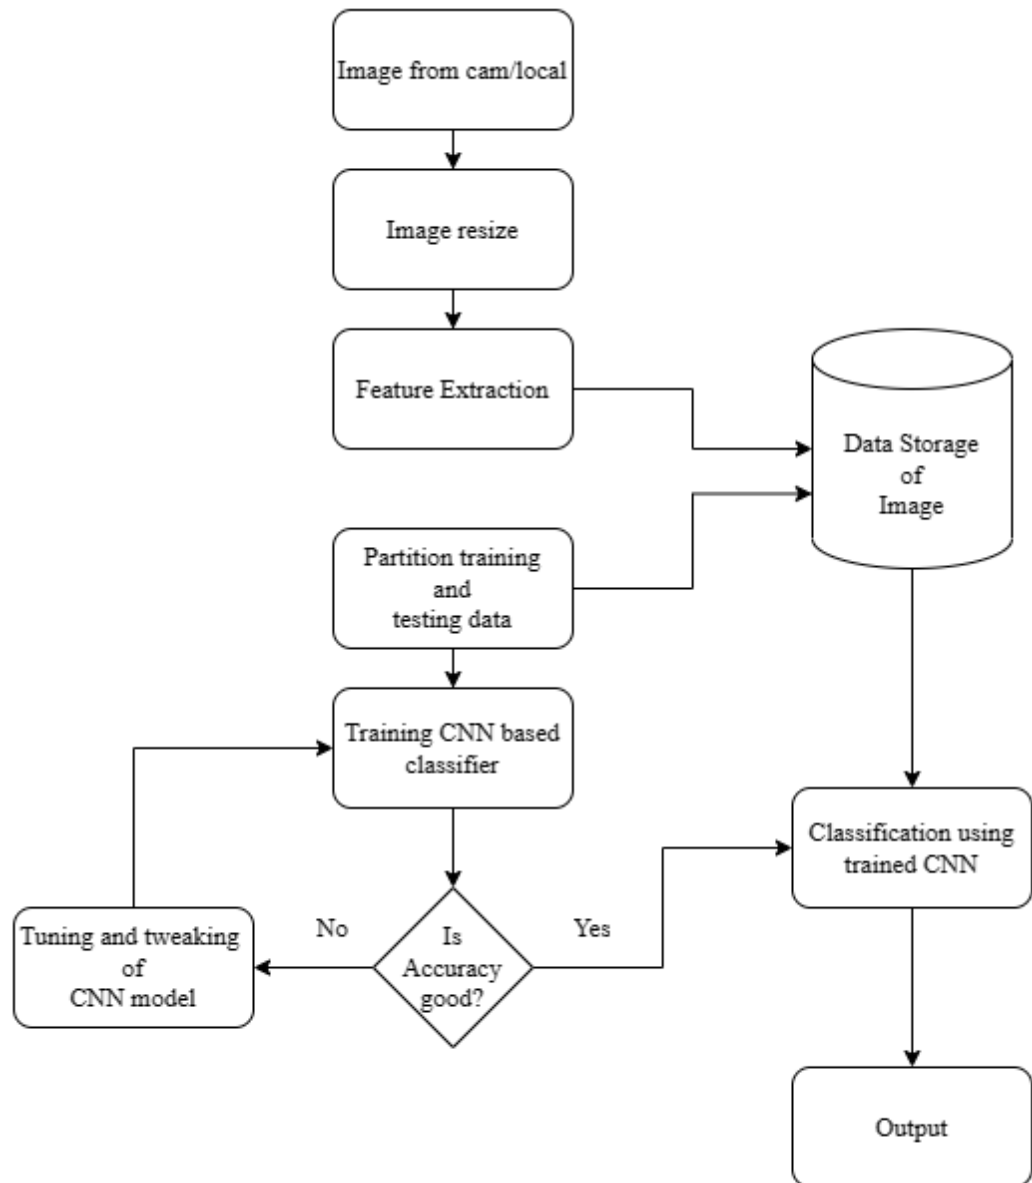 Image from cam/local
Image resize
Feature Extraction
Data Storage
of
Image
Partition training
and
testing data
Training CNN based
classifier
Classification using
trained CNN
Tuning and tweaking
of
CNN model
No
Is
Accuracy
good?
Yes
Output